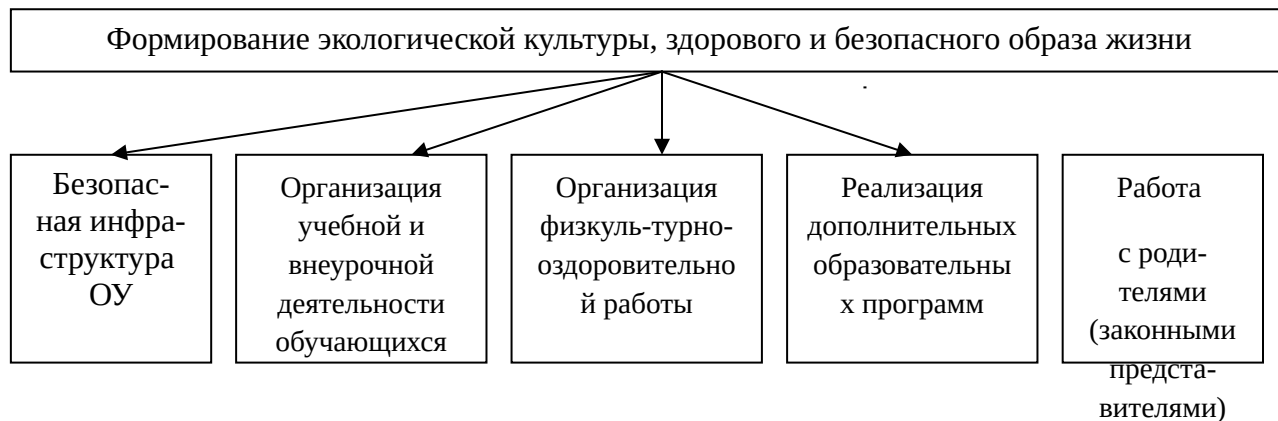 Формирование экологической культуры, здорового и безопасного образа жизни
Безопас-
ная инфра-
структура
ОУ
Организация
учебной и
внеурочной
деятельности
обучающихся
Организация
физкуль-турно-
оздоровительно
й работы
Реализация
дополнительных
образовательны
х программ
Работа
с роди-
телями
(законными
предста-
вителями)